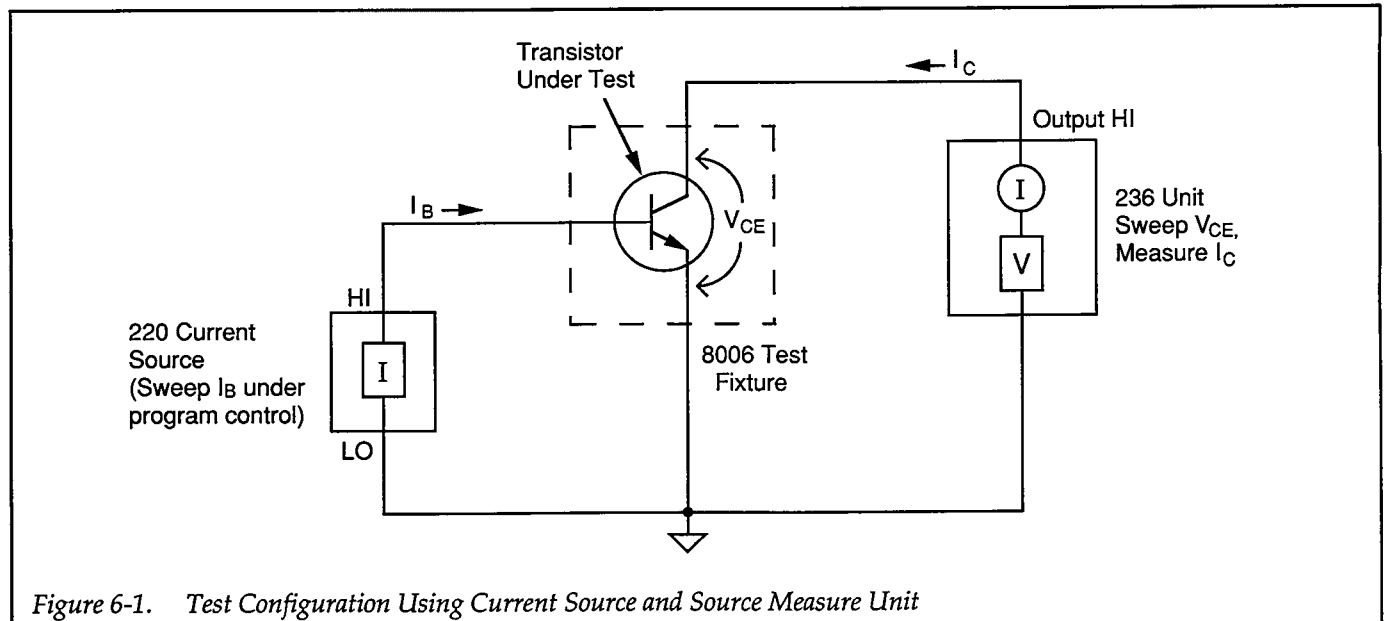 Transistor
Under Test
I_C
Output HI
I
V
236 Unit
Sweep V_CE,
Measure I_C
V_CE
I_B
HI
220 Current
Source
(Sweep I_B under
program control)
I
LO
8006 Test
Fixture
Figure 6-1. Test Configuration Using Current Source and Source Measure Unit